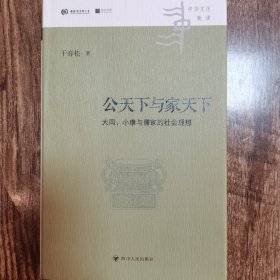 中华文化
新读
干春松 著
公天下与家天下
大同、小康与儒家的社会理想
四川人民出版社